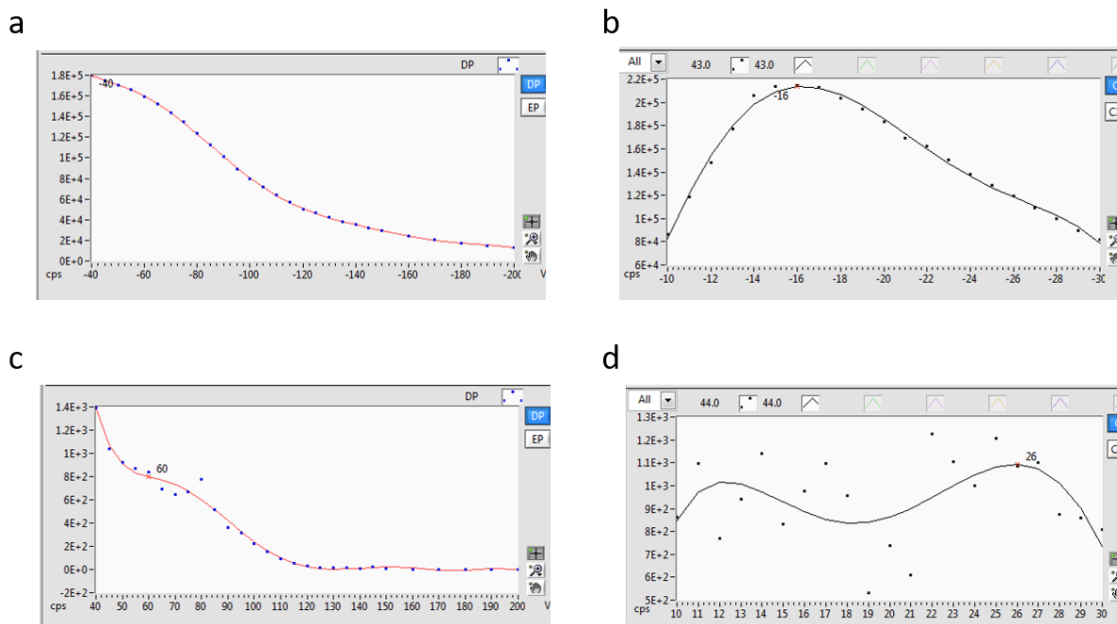 a
DP
1.8E+5
1.6E+5
1.4E+5
1.2E+5
1E+5
8E+4
6E+4
4E+4
2E+4
0E+0
cps
-40
DP
EP
-40 -60 -80 -100 -120 -140 -160 -180 -200
V
b
All 43.0 43.0
2.2E+5
2E+5
1.8E+5
1.6E+5
1.4E+5
1.2E+5
1E+5
8E+4
6E+4
cps
-16
-10 -12 -14 -16 -18 -20 -22 -24 -26 -28 -30
c
DP
1.4E+3
1.2E+3
1E+3
8E+2
6E+2
4E+2
2E+2
0E+0
-2E+2
cps
60
DP
EP
40 50 60 70 80 90 100 110 120 130 140 150 160 170 180 190 200
V
d
All 44.0 44.0
1.3E+3
1.2E+3
1.1E+3
1E+3
9E+2
8E+2
7E+2
6E+2
5E+2
cps
26
10 11 12 13 14 15 16 17 18 19 20 21 22 23 24 25 26 27 28 29 30